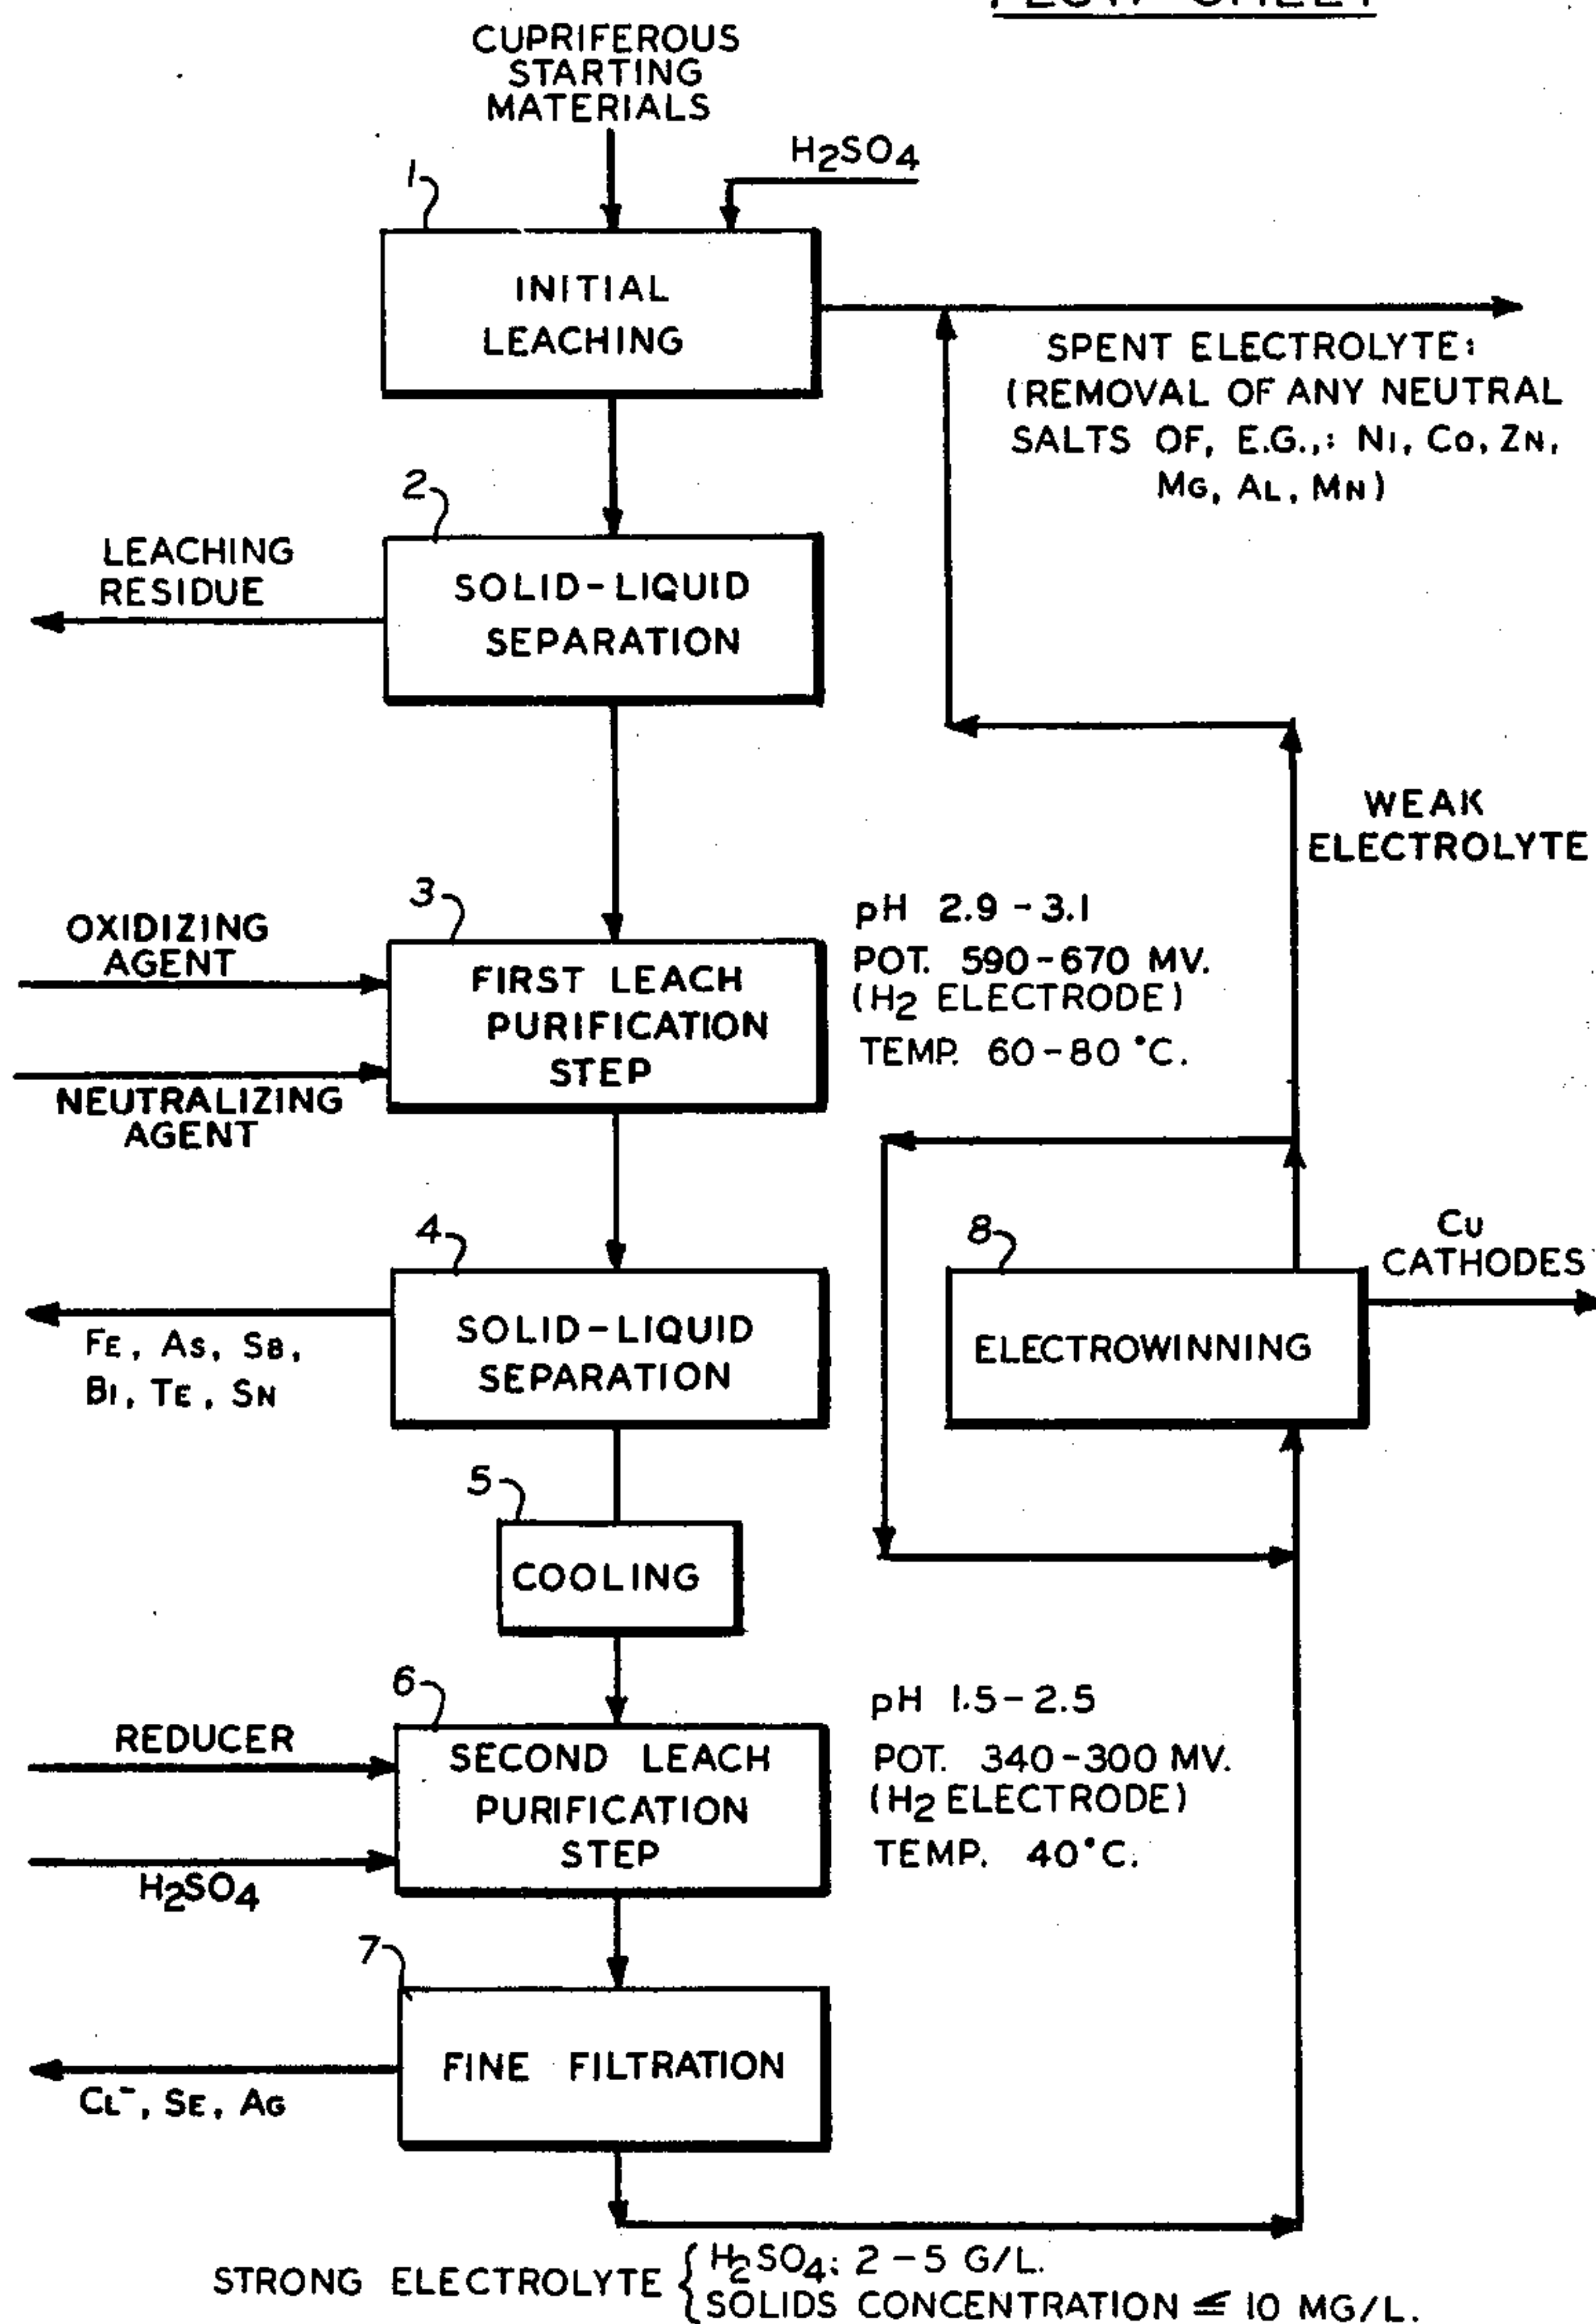 FLOW SHEET
CUPRIFEROUS
STARTING
MATERIALS
H2SO4
1
INITIAL
LEACHING
SPENT ELECTROLYTE:
(REMOVAL OF ANY NEUTRAL
SALTS OF, E.G.,: NI, CO, ZN,
MG, AL, MN)
2
LEACHING
RESIDUE
SOLID-LIQUID
SEPARATION
WEAK
ELECTROLYTE
3
OXIDIZING
AGENT
NEUTRALIZING
AGENT
FIRST LEACH
PURIFICATION
STEP
pH 2.9-3.1
POT. 590-670 MV.
(H2 ELECTRODE)
TEMP. 60-80 °C.
4
FE, AS, SB,
BI, TE, SN
SOLID-LIQUID
SEPARATION
8
ELECTROWINNING
CU
CATHODES
5
COOLING
6
REDUCER
H2SO4
SECOND LEACH
PURIFICATION
STEP
pH 1.5-2.5
POT. 340-300 MV.
(H2 ELECTRODE)
TEMP. 40°C.
7
FINE FILTRATION
CL-, SE, AG
STRONG ELECTROLYTE { H2SO4: 2-5 G/L.
SOLIDS CONCENTRATION ≦ 10 MG/L.